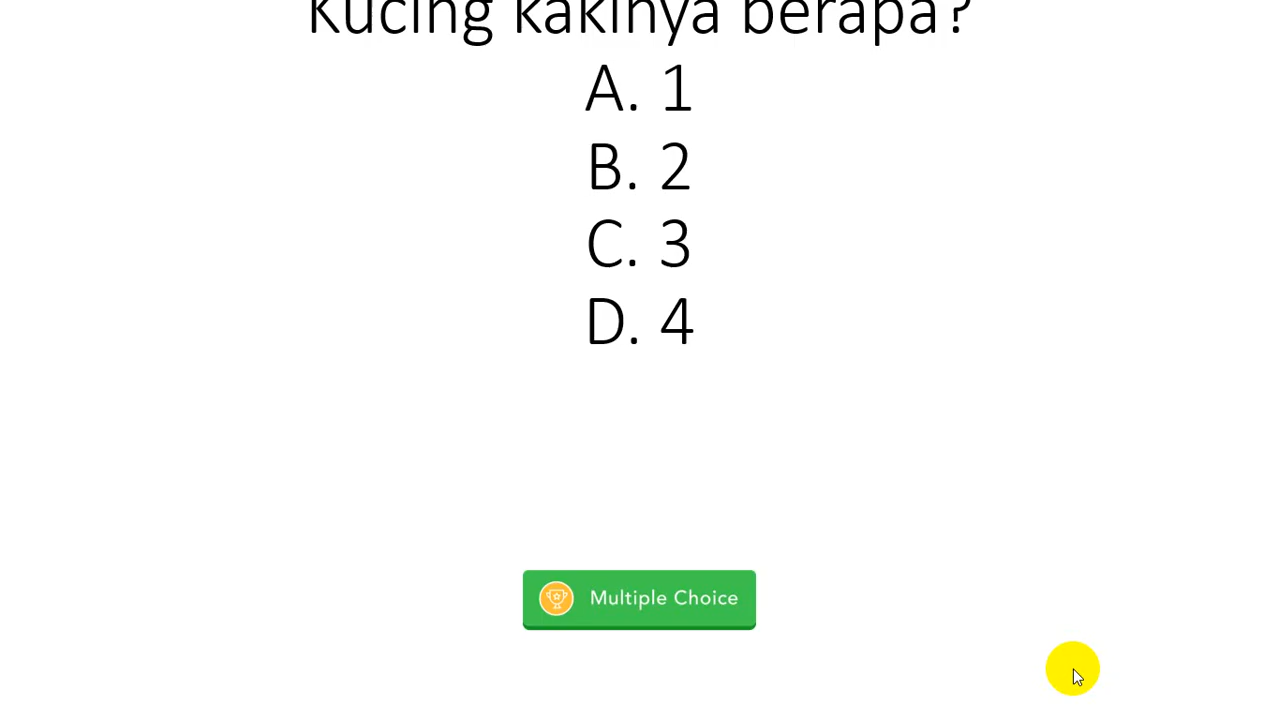 Kucing kakinya berapa?
A. 1
B. 2
C. 3
D. 4
Multiple Choice